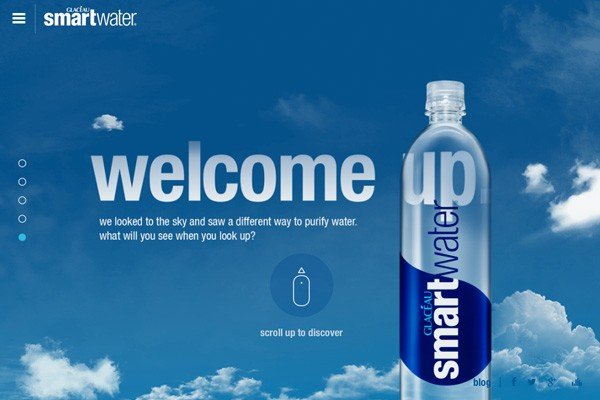 GLACÉAU
smartwater.
welcome up.
we looked to the sky and saw a different way to purify water.
what will you see when you look up?
scroll up to discover
GLACÉAU
smartwater
blog